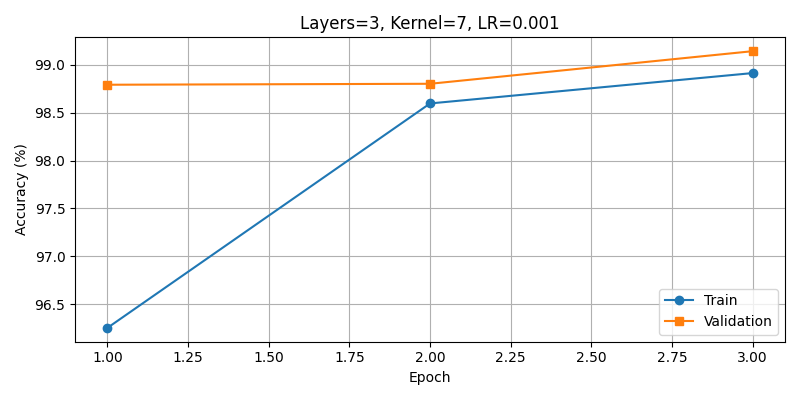 Layers=3, Kernel=7, LR=0.001
Accuracy (%)
99.0
98.5
98.0
97.5
97.0
96.5
Train
Validation
1.00 1.25 1.50 1.75 2.00 2.25 2.50 2.75 3.00
Epoch